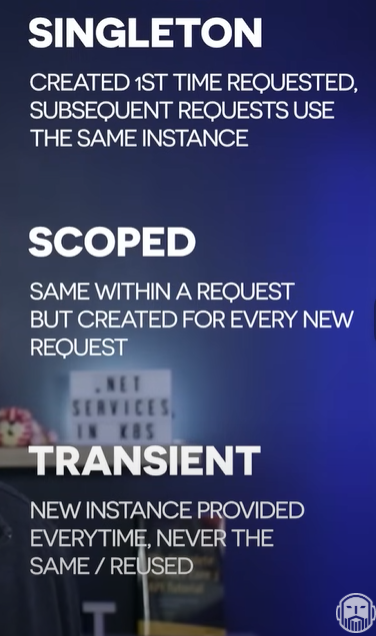 SINGLETON
CREATED 1ST TIME REQUESTED,
SUBSEQUENT REQUESTS USE
THE SAME INSTANCE
SCOPED
SAME WITHIN A REQUEST
BUT CREATED FOR EVERY NEW
REQUEST
.NET
SERVICES,
IN K8S
TRANSIENT
NEW INSTANCE PROVIDED
EVERYTIME, NEVER THE
SAME / REUSED